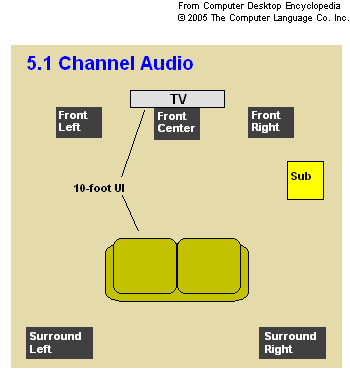 From Computer Desktop Encyclopedia
© 2005 The Computer Language Co. Inc.
5.1 Channel Audio
TV
Front
Left
Front
Center
Front
Right
Sub
10-foot UI
Surround
Left
Surround
Right